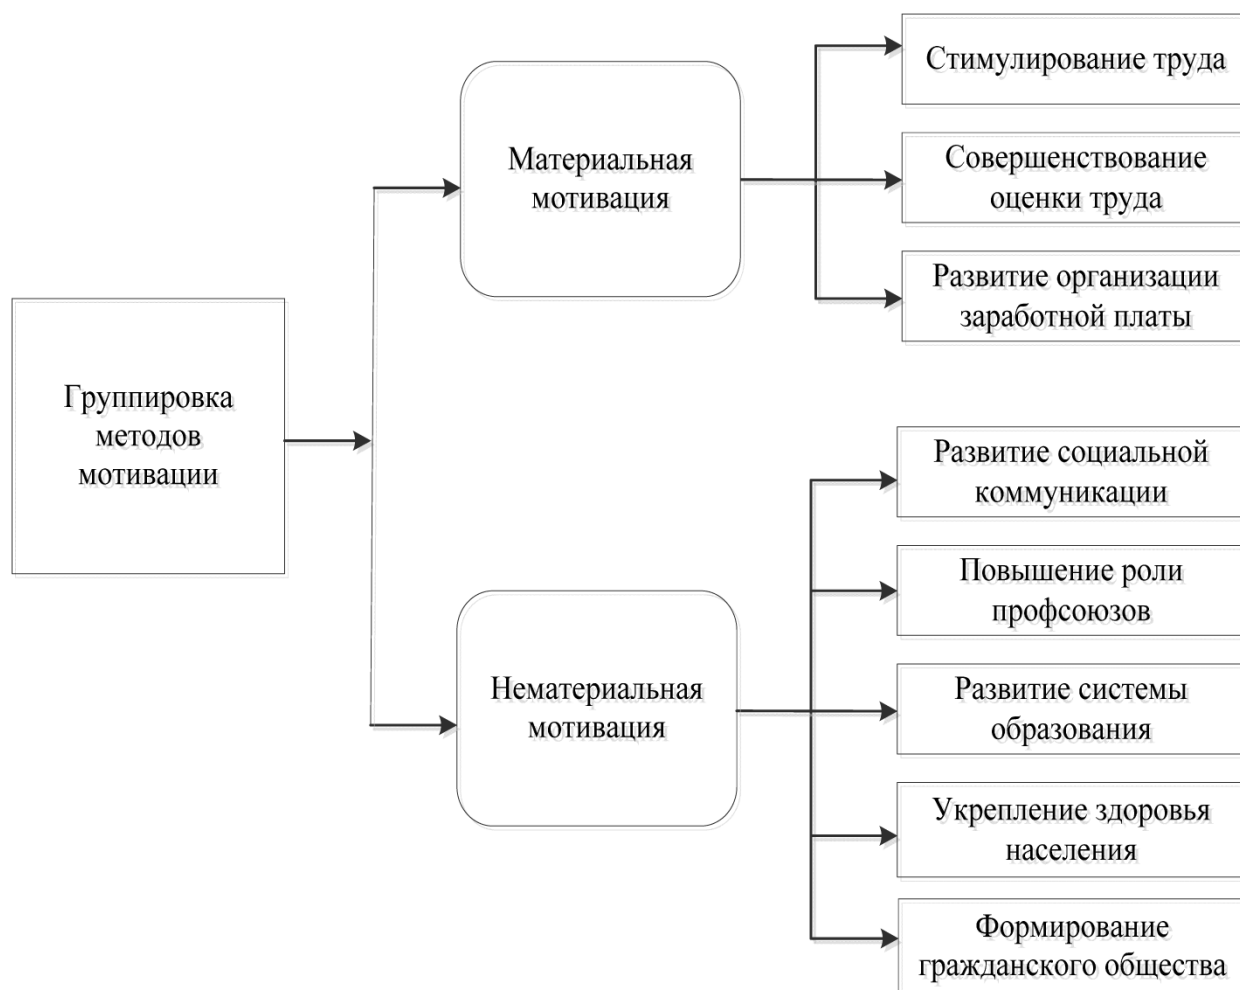 Группировка
методов
мотивации
Материальная
мотивация
Стимулирование труда
Совершенствование
оценки труда
Развитие организации
заработной платы
Нематериальная
мотивация
Развитие социальной
коммуникации
Повышение роли
профсоюзов
Развитие системы
образования
Укрепление здоровья
населения
Формирование
гражданского общества